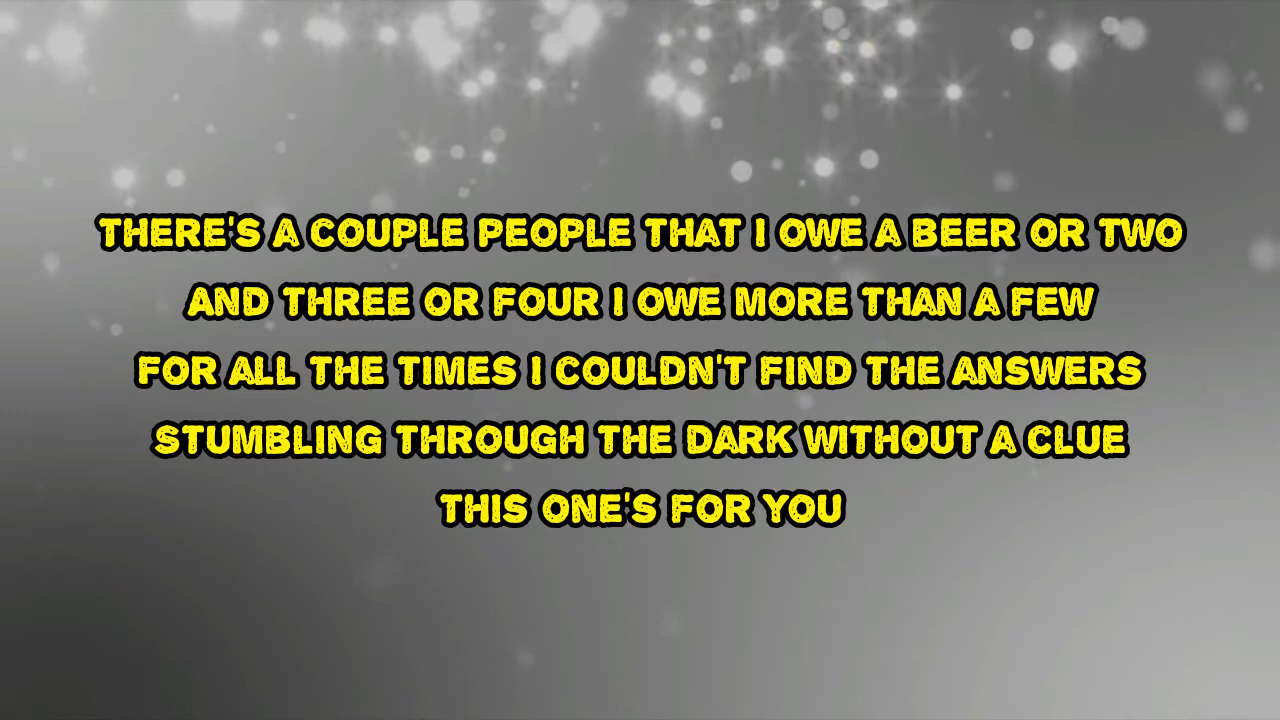 THERE'S A COUPLE PEOPLE THAT I OWE A BEER OR TWO
AND THREE OR FOUR I OWE MORE THAN A FEW
FOR ALL THE TIMES I COULDN'T FIND THE ANSWERS
STUMBLING THROUGH THE DARK WITHOUT A CLUE
THIS ONE'S FOR YOU